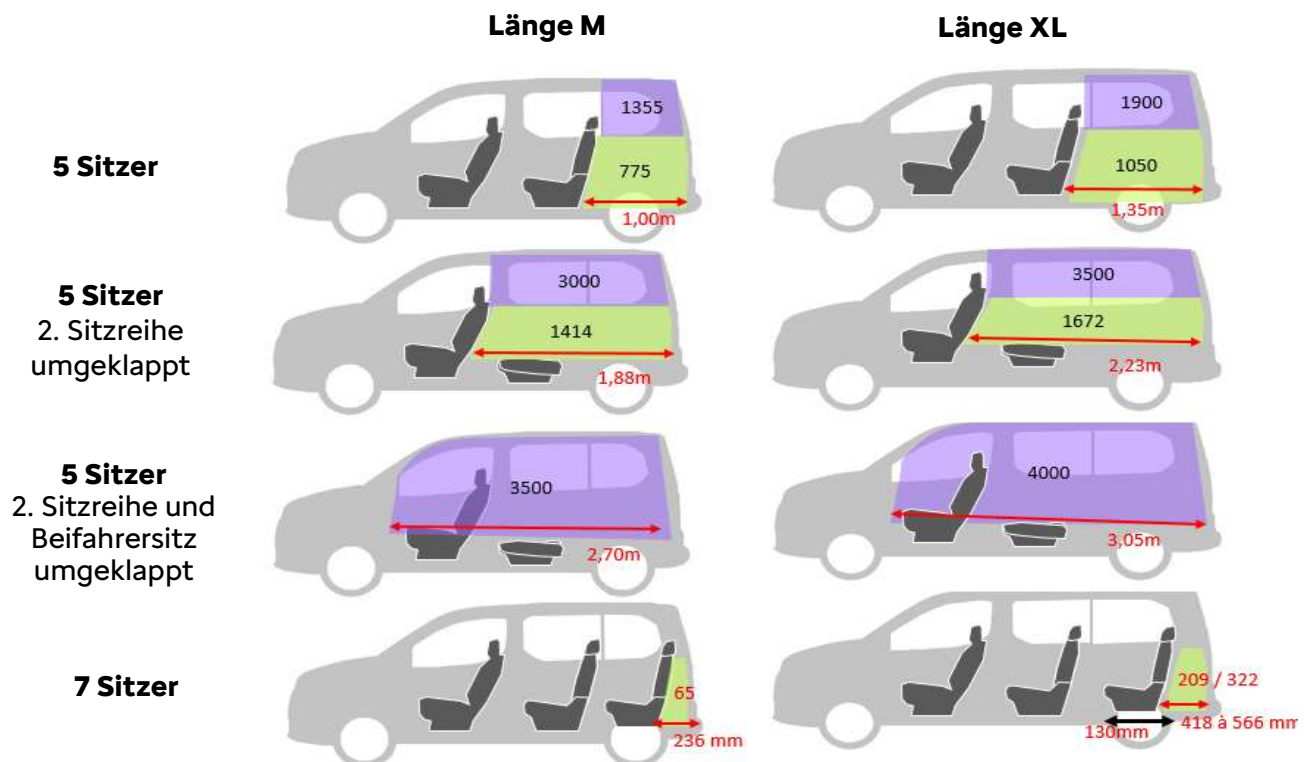 Länge M
Länge XL
5 Sitzer
1355
775
1,00m
1900
1050
1,35m
5 Sitzer
2. Sitzreihe
umgeklappt
3000
1414
1,88m
3500
1672
2,23m
5 Sitzer
2. Sitzreihe und
Beifahrersitz
umgeklappt
3500
2,70m
4000
3,05m
7 Sitzer
65
236 mm
209 / 322
130mm
418 à 566 mm